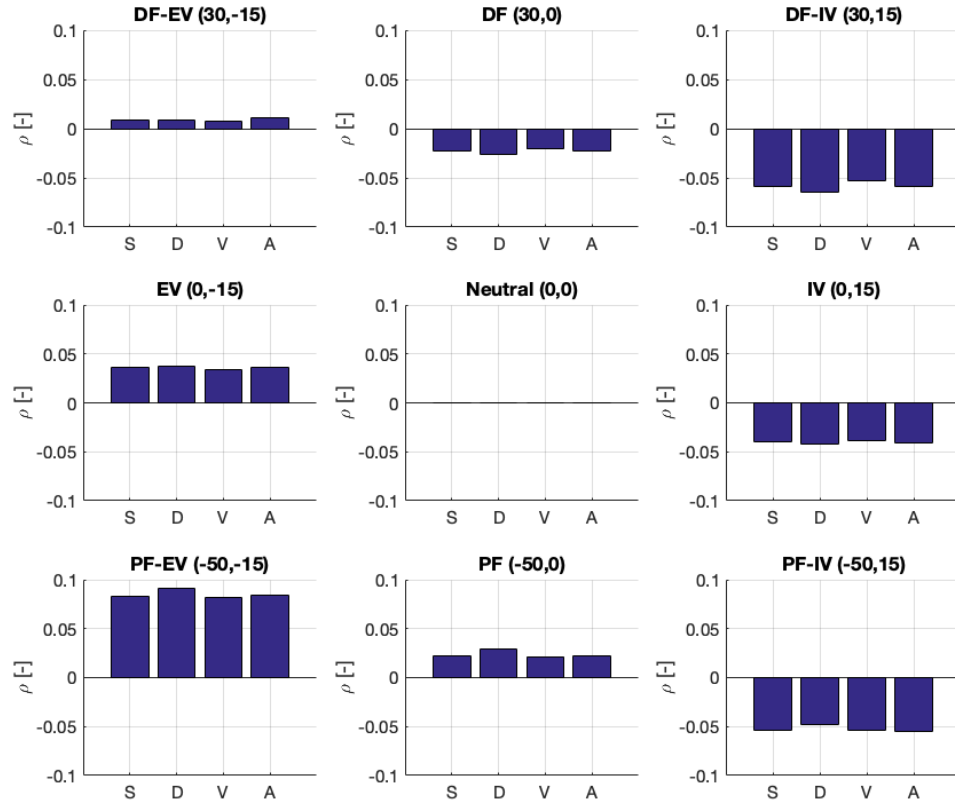 DF-EV (30,-15) DF (30,0) DF-IV (30,15)
0.1 0.1 0.1
0.05 0.05 0.05
ρ [-] 0 ρ [-] 0 ρ [-] 0
-0.05 -0.05 -0.05
-0.1 -0.1 -0.1
S D V A S D V A S D V A
EV (0,-15) Neutral (0,0) IV (0,15)
0.1 0.1 0.1
0.05 0.05 0.05
ρ [-] 0 ρ [-] 0 ρ [-] 0
-0.05 -0.05 -0.05
-0.1 -0.1 -0.1
S D V A S D V A S D V A
PF-EV (-50,-15) PF (-50,0) PF-IV (-50,15)
0.1 0.1 0.1
0.05 0.05 0.05
ρ [-] 0 ρ [-] 0 ρ [-] 0
-0.05 -0.05 -0.05
-0.1 -0.1 -0.1
S D V A S D V A S D V A